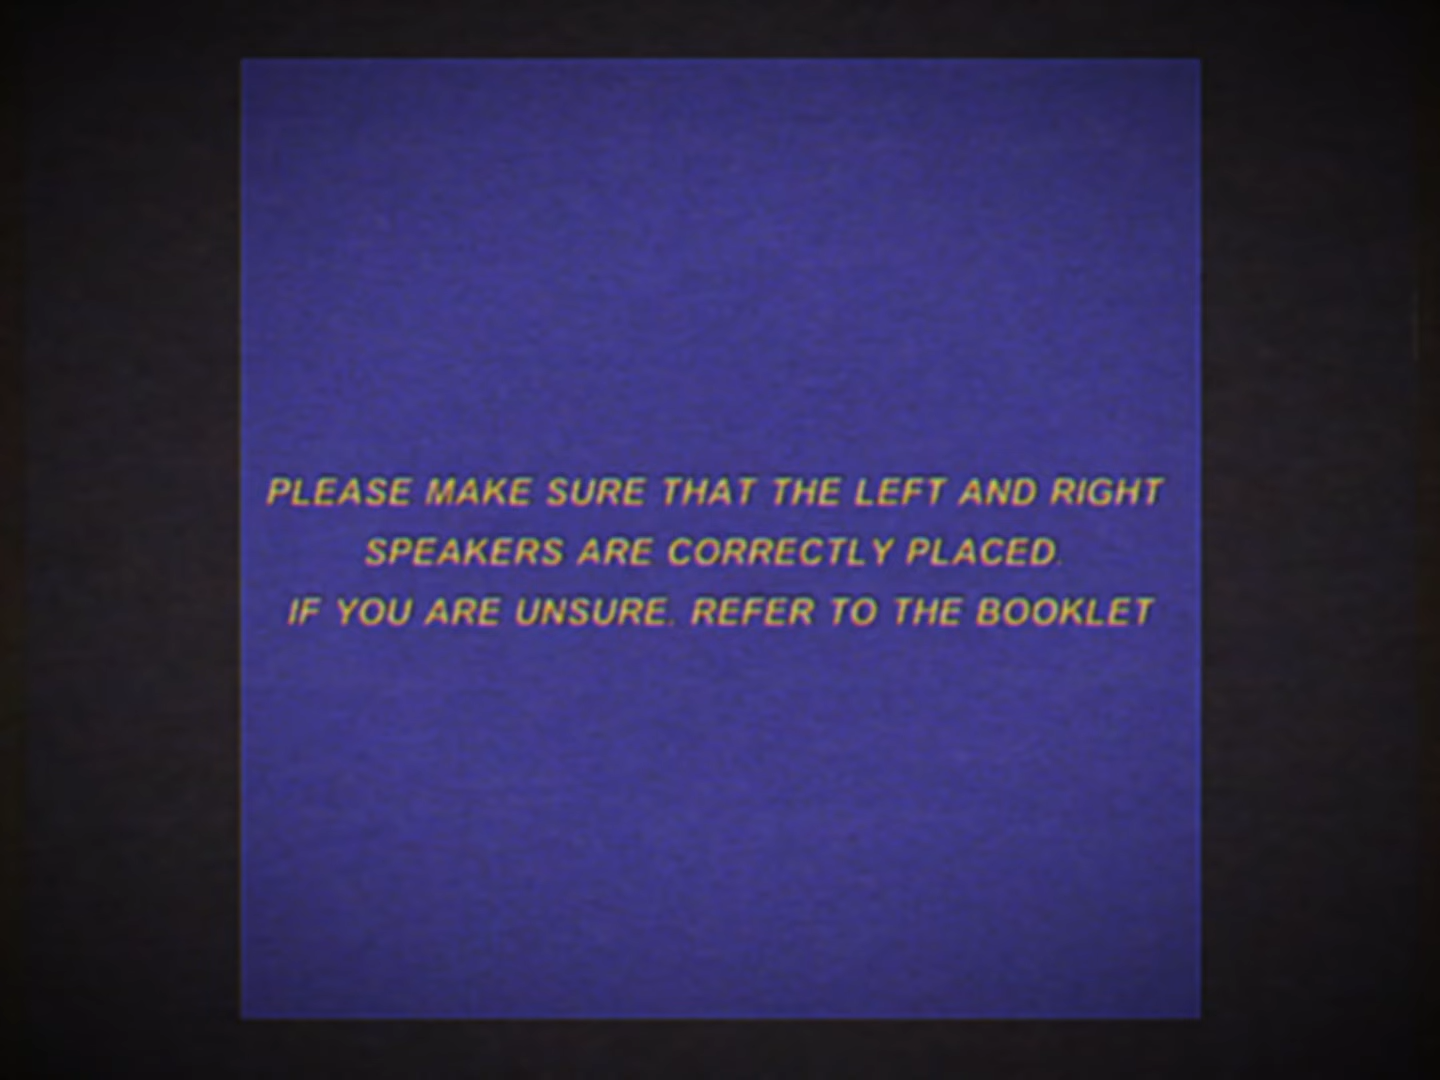 PLEASE MAKE SURE THAT THE LEFT AND RIGHT
SPEAKERS ARE CORRECTLY PLACED.
IF YOU ARE UNSURE. REFER TO THE BOOKLET